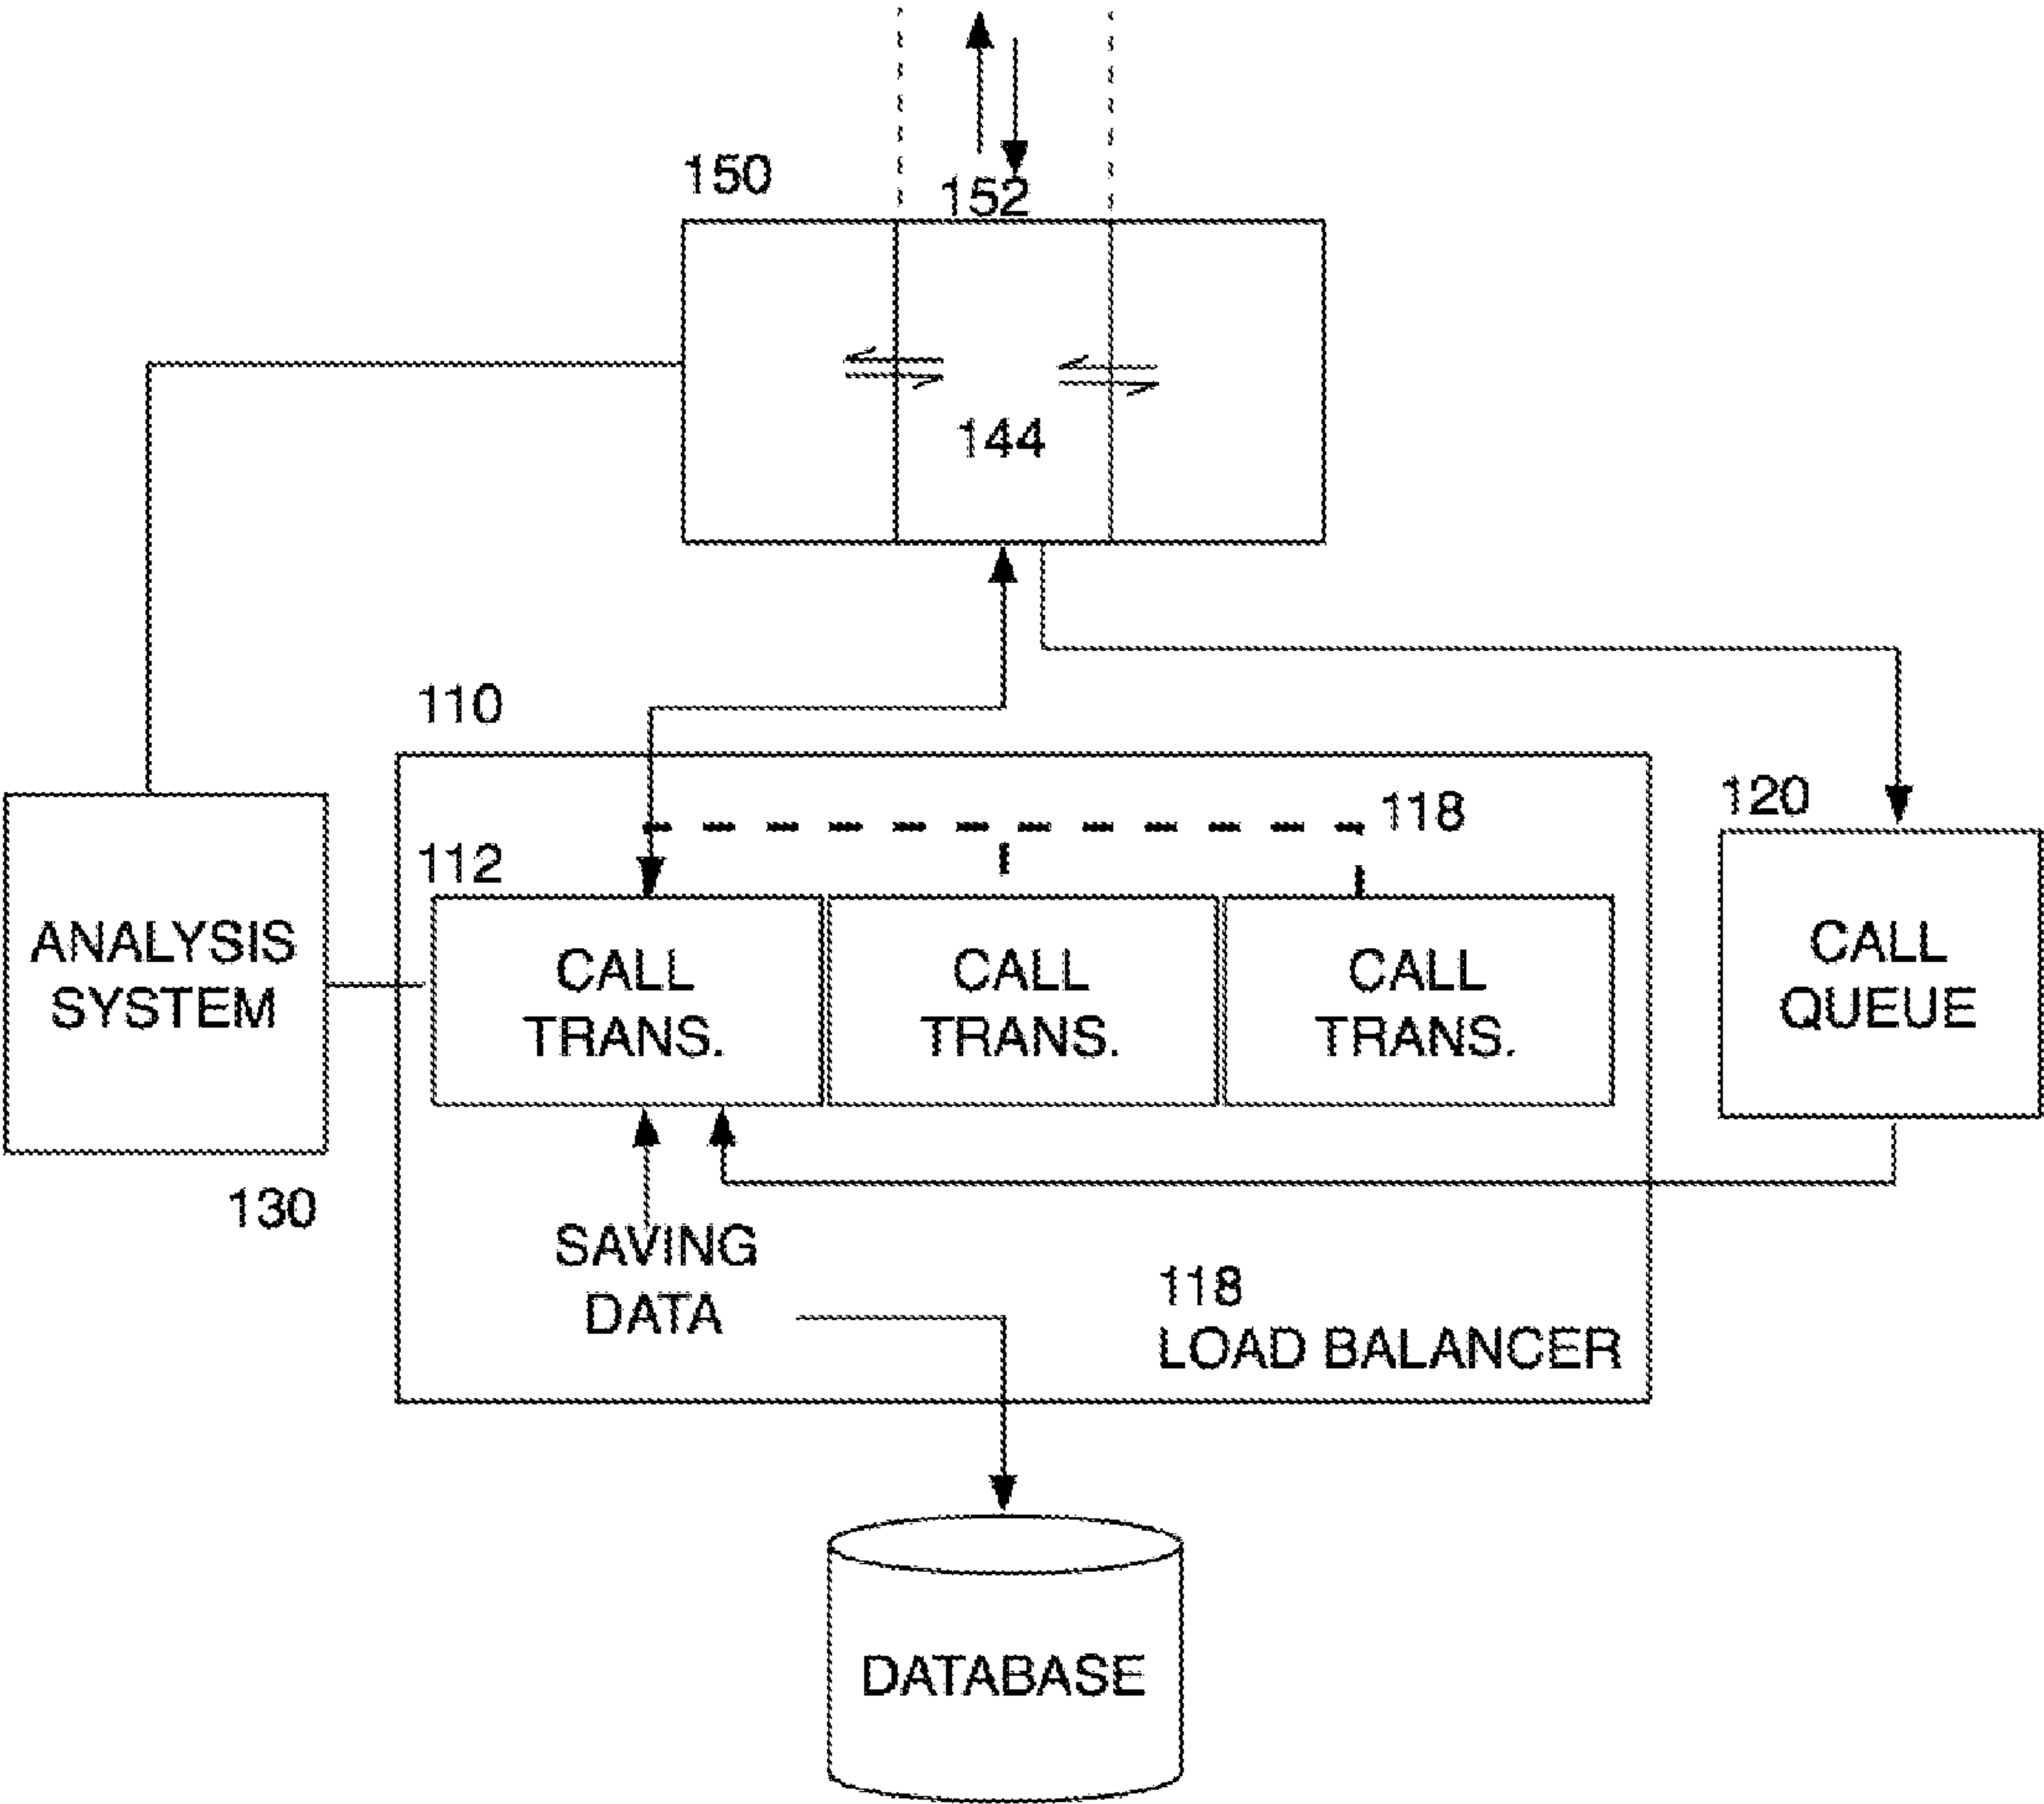 150
152
144
110
118
120
112
ANALYSIS
SYSTEM
CALL
TRANS.
CALL
TRANS.
CALL
TRANS.
CALL
QUEUE
130
SAVING
DATA
118
LOAD BALANCER
DATABASE